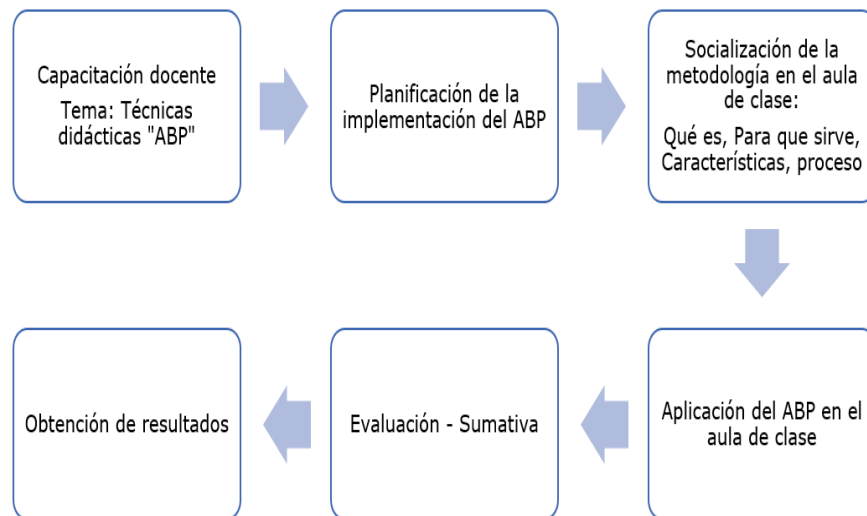 Capacitación docente
Tema: Técnicas
didácticas "ABP"
Planificación de la
implementación del ABP
Socialización de la
metodología en el aula
de clase:
Qué es, Para que sirve,
Característícas, proceso
Aplicación del ABP en el
aula de clase
Evaluación - Sumativa
Obtención de resultados